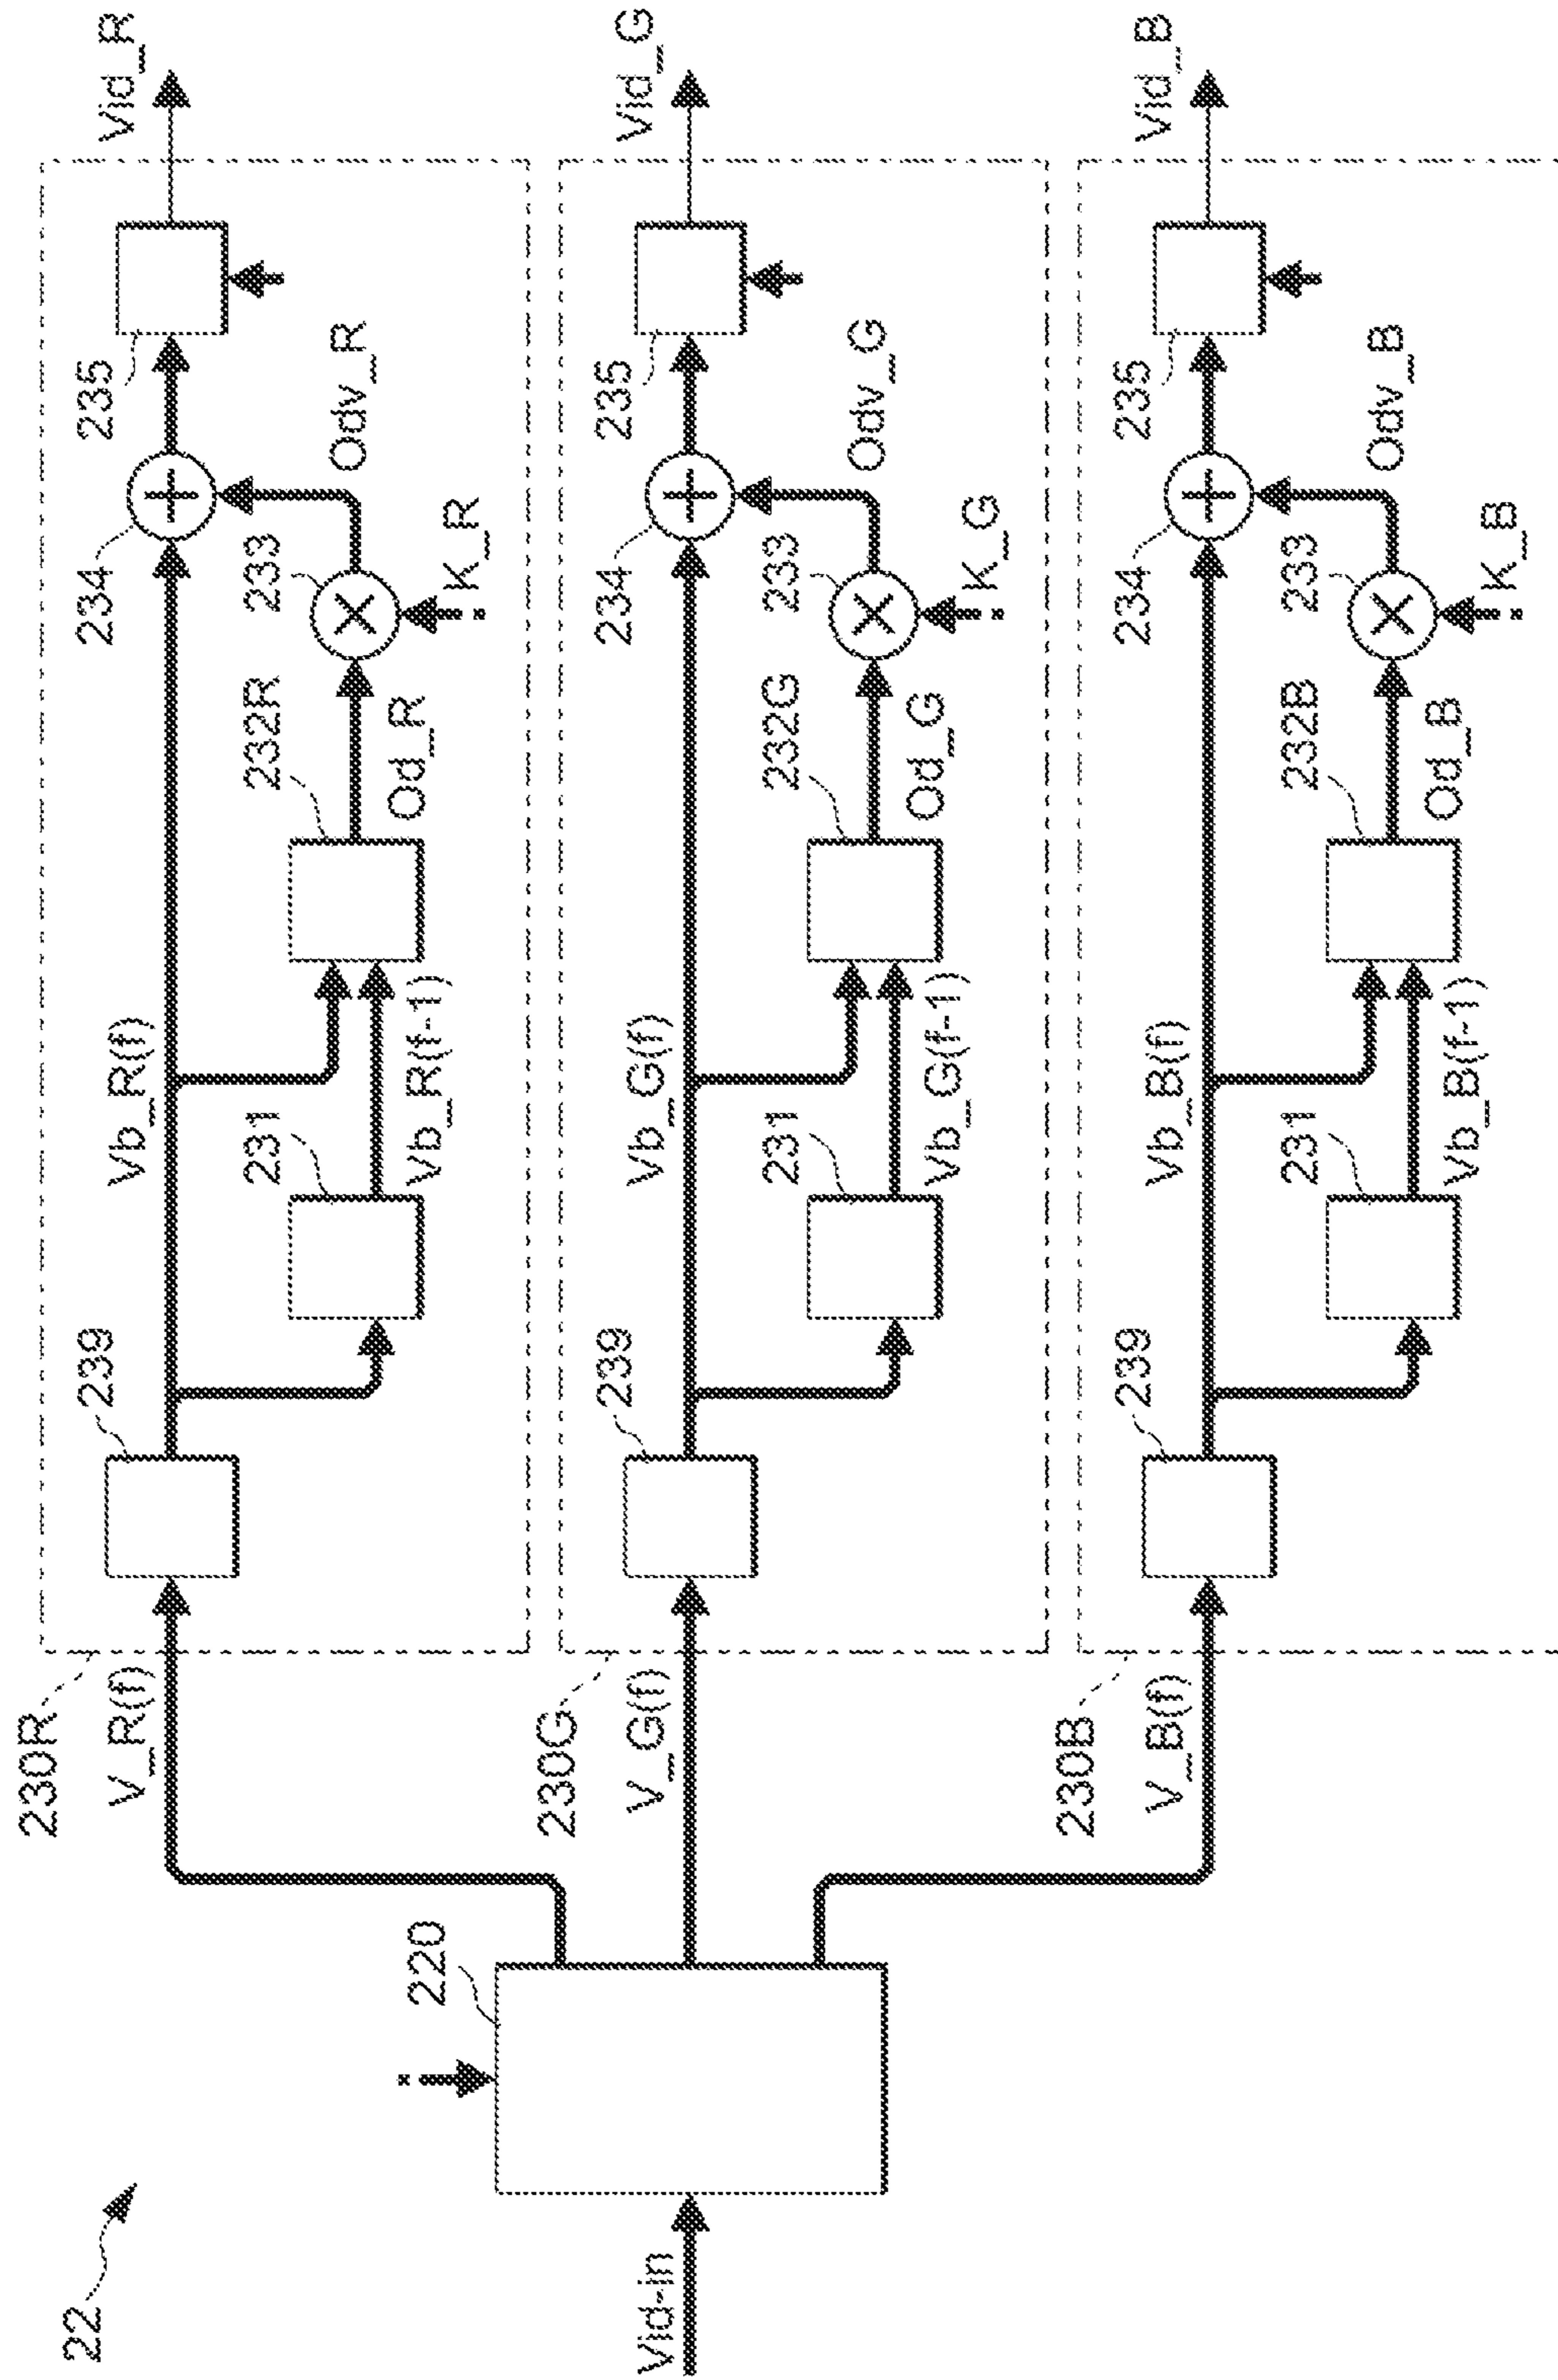 22
Vid-in
220
230R
V_R(f)
239
Vb_R(f)
231
Vb_R(f-1)
232R
Od_R
233
K_R
234
Odv_R
235
Vid_R
230G
V_G(f)
239
Vb_G(f)
231
Vb_G(f-1)
232G
Od_G
233
K_G
234
Odv_G
235
Vid_G
230B
V_B(f)
239
Vb_B(f)
231
Vb_B(f-1)
232B
Od_B
233
K_B
234
Odv_B
235
Vid_B